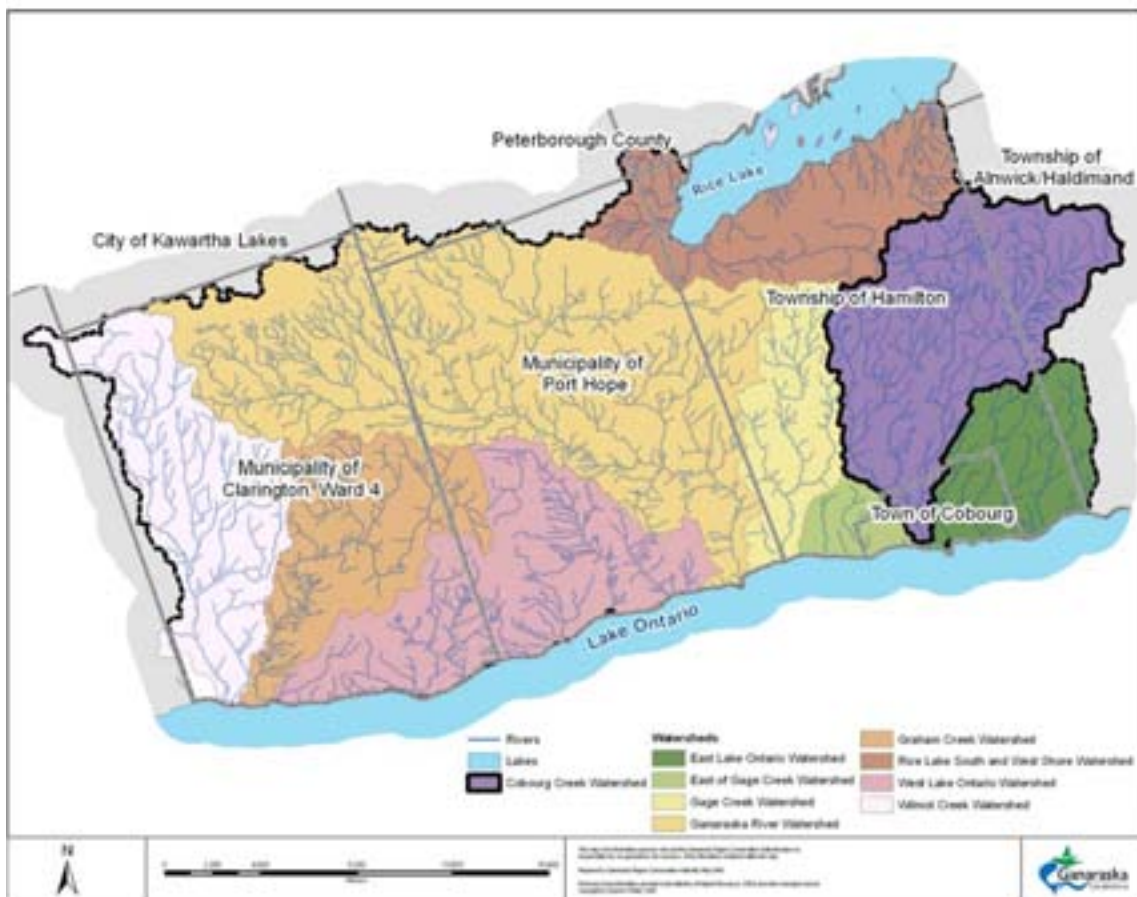 Peterborough County
Township of
Alnwick/Haldimand
Rice Lake
City of Kawartha Lakes
Township of Hamilton
Municipality of
Port Hope
Municipality of
Clarington, Ward 4
Town of Cobourg
Lake Ontario
Rivers
Lakes
Cobourg Creek Watershed
Watersheds
East Lake Ontario Watershed
East of Gage Creek Watershed
Gage Creek Watershed
Ganaraska River Watershed
Graham Creek Watershed
Rice Lake South and West Shore Watershed
West Lake Ontario Watershed
Wilmot Creek Watershed
N
0
Ganaraska